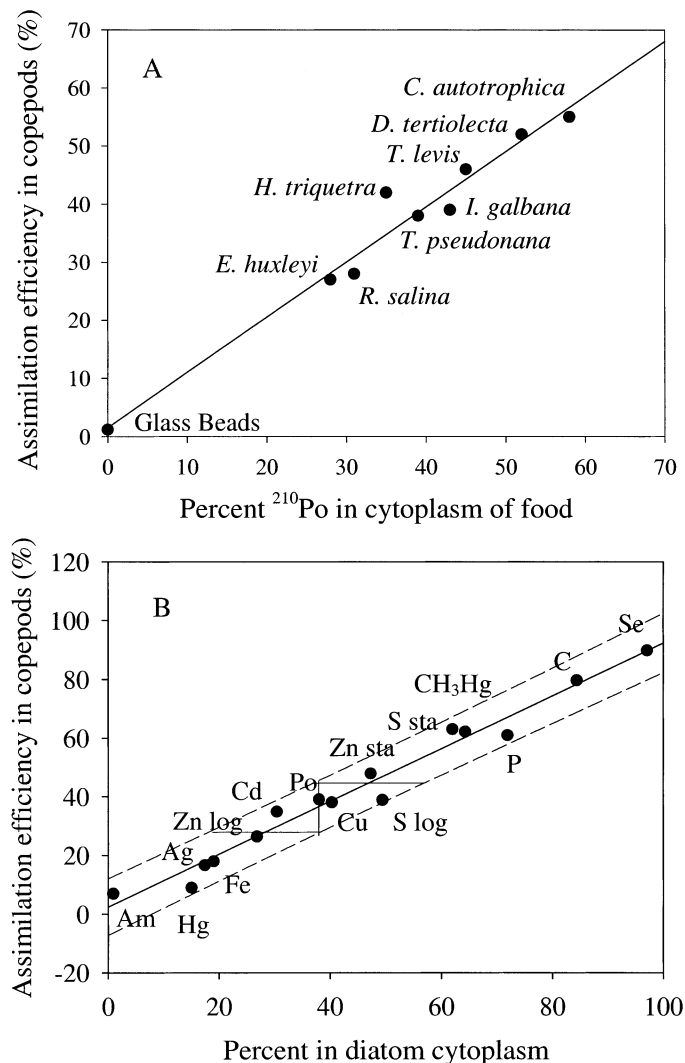 70
60
50
40
30
20
10
0
Assimilation efficiency in copepods (%)
A
C. autotrophica
D. tertiolecta
T. levis
H. triquetra
I. galbana
T. pseudonana
E. huxleyi
R. salina
Glass Beads
0 10 20 30 40 50 60 70
Percent ²¹⁰Po in cytoplasm of food
120
100
80
60
40
20
0
-20
Assimilation efficiency in copepods (%)
B
Se
C
CH₃Hg
S sta
Zn sta
P
Cd
Po
Zn log
Cu
S log
Ag
Fe
Am
Hg
0 20 40 60 80 100
Percent in diatom cytoplasm